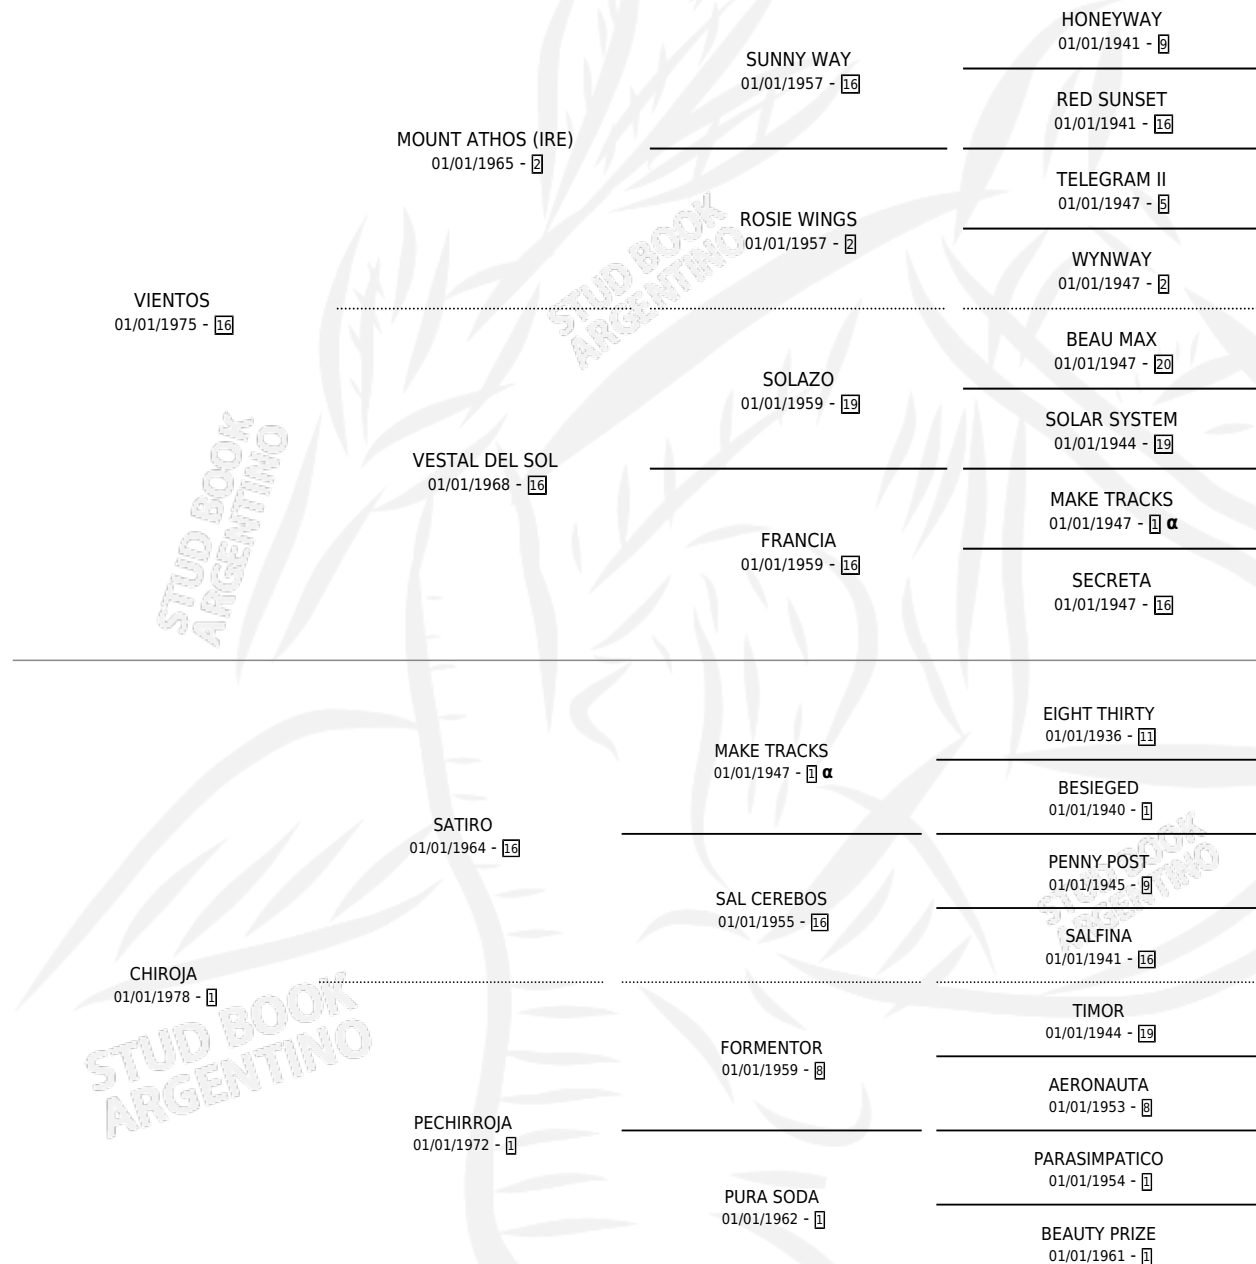 HONEYWAY
01/01/1941 - 9
SUNNY WAY
01/01/1957 - 16
RED SUNSET
01/01/1941 - 16
MOUNT ATHOS (IRE)
01/01/1965 - 2
TELEGRAM II
01/01/1947 - 5
ROSIE WINGS
01/01/1957 - 2
WYNWAY
01/01/1947 - 2
VIENTOS
01/01/1975 - 16
BEAU MAX
01/01/1947 - 20
SOLAZO
01/01/1959 - 19
SOLAR SYSTEM
01/01/1944 - 19
VESTAL DEL SOL
01/01/1968 - 16
MAKE TRACKS
01/01/1947 - 1 α
FRANCIA
01/01/1959 - 16
SECRETA
01/01/1947 - 16
EIGHT THIRTY
01/01/1936 - 11
MAKE TRACKS
01/01/1947 - 1 α
BESIEGED
01/01/1940 - 1
SATIRO
01/01/1964 - 16
PENNY POST
01/01/1945 - 9
SAL CEREBOS
01/01/1955 - 16
SALFINA
01/01/1941 - 16
CHIROJA
01/01/1978 - 1
TIMOR
01/01/1944 - 19
FORMENTOR
01/01/1959 - 8
AERONAUTA
01/01/1953 - 8
PECHIRROJA
01/01/1972 - 1
PARASIMPATICO
01/01/1954 - 1
PURA SODA
01/01/1962 - 1
BEAUTY PRIZE
01/01/1961 - 1
STUD BOOK
ARGENTINO
STUD BOOK
ARGENTINO
STUD BOOK
ARGENTINO
STUD BOOK
ARGENTINO